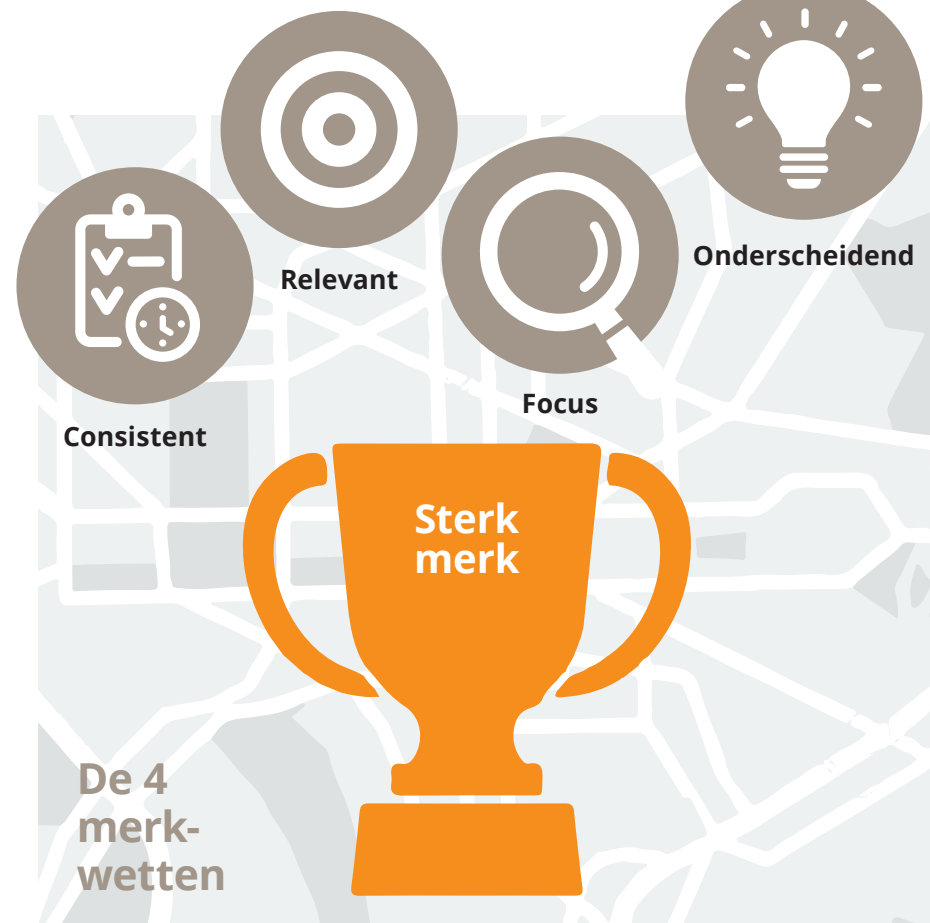 Onderscheidend
Relevant
Focus
Consistent
Sterk
merk
De 4
merk-
wetten